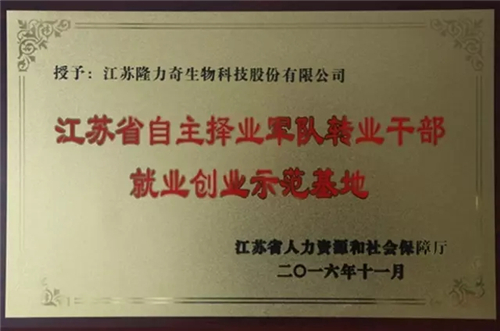 授予：江苏隆力奇生物科技股份有限公司
江苏省自主择业军队转业干部
就业创业示范基地
江苏省人力资源和社会保障厅
二〇一六年十一月